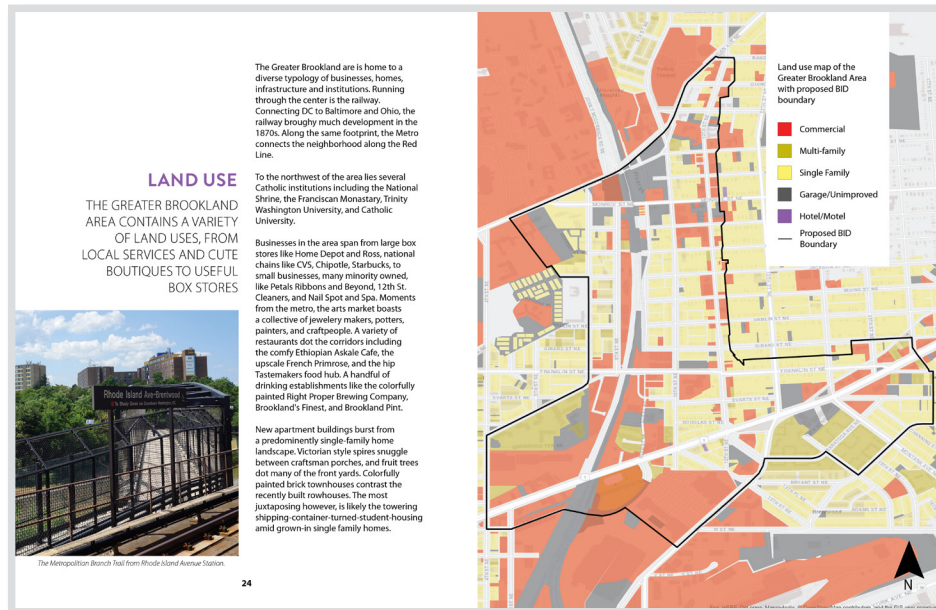 The Greater Brookland are is home to a
diverse typology of businesses, homes,
infrastructure and institutions. Running
through the center is the railway.
Connecting DC to Baltimore and Ohio, the
railway broughy much development in the
1870s. Along the same footprint, the Metro
connects the neighborhood along the Red
Line.
To the northwest of the area lies several
Catholic institutions including the National
Shrine, the Franciscan Monastary, Trinity
Washington University, and Catholic
University.
Businesses in the area span from large box
stores like Home Depot and Ross, national
chains like CVS, Chipotle, Starbucks, to
small businesses, many minority owned,
like Petals Ribbons and Beyond, 12th St.
Cleaners, and Nail Spot and Spa. Moments
from the metro, the arts market boasts
a collective of jewelery makers, potters,
painters, and craftpeople. A variety of
restaurants dot the corridors including
the comfy Ethiopian Askale Cafe, the
upscale French Primrose, and the hip
Tastemakers food hub. A handful of
drinking establishments like the colorfully
painted Right Proper Brewing Company,
Brookland's Finest, and Brookland Pint.
New apartment buildings burst from
a predominently single-family home
landscape. Victorian style spires snuggle
between craftsman porches, and fruit trees
dot many of the front yards. Colorfully
painted brick townhouses contrast the
recently built rowhouses. The most
juxtaposing however, is likely the towering
shipping-container-turned-student-housing
amid grown-in single family homes.
LAND USE
THE GREATER BROOKLAND
AREA CONTAINS A VARIETY
OF LAND USES, FROM
LOCAL SERVICES AND CUTE
BOUTIQUES TO USEFUL
BOX STORES
Rhode Island Ave-Brentwood
The Metropolitian Branch Trail from Rhode Island Avenue Station.
24
Land use map of the
Greater Brookland Area
with proposed BID
boundary
Commercial
Multi-family
Single Family
Garage/Unimproved
Hotel/Motel
Proposed BID
Boundary
MONROE ST NE
GIRARD ST NE
FRANKLIN ST NE
BRYANT ST NE
N